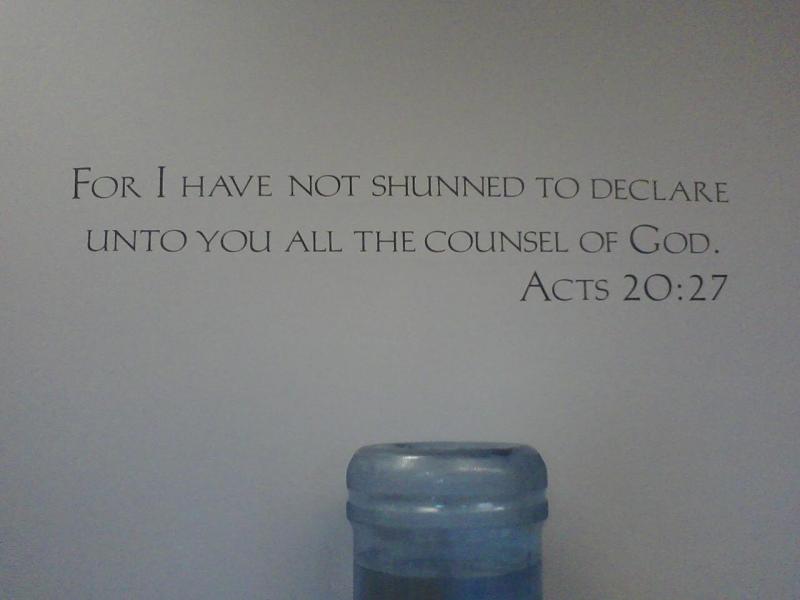 For I have not shunned to declare
unto you all the counsel of God.
Acts 20:27